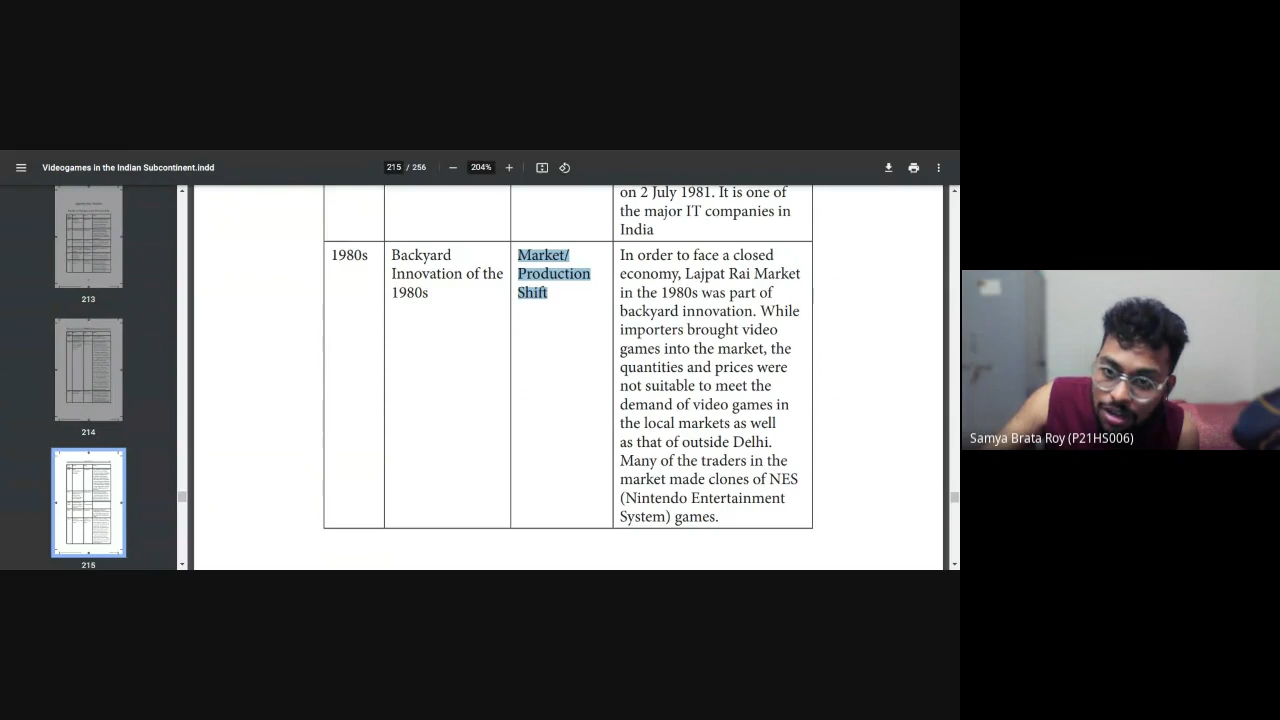 Videogames in the Indian Subcontinent.indd
215 / 256
204%
213
214
215
on 2 July 1981. It is one of
the major IT companies in
India
1980s
Backyard
Innovation of the
1980s
Market/
Production
Shift
In order to face a closed
economy, Lajpat Rai Market
in the 1980s was part of
backyard innovation. While
importers brought video
games into the market, the
quantities and prices were
not suitable to meet the
demand of video games in
the local markets as well
as that of outside Delhi.
Many of the traders in the
market made clones of NES
(Nintendo Entertainment
System) games.
Samya Brata Roy (P21HS006)